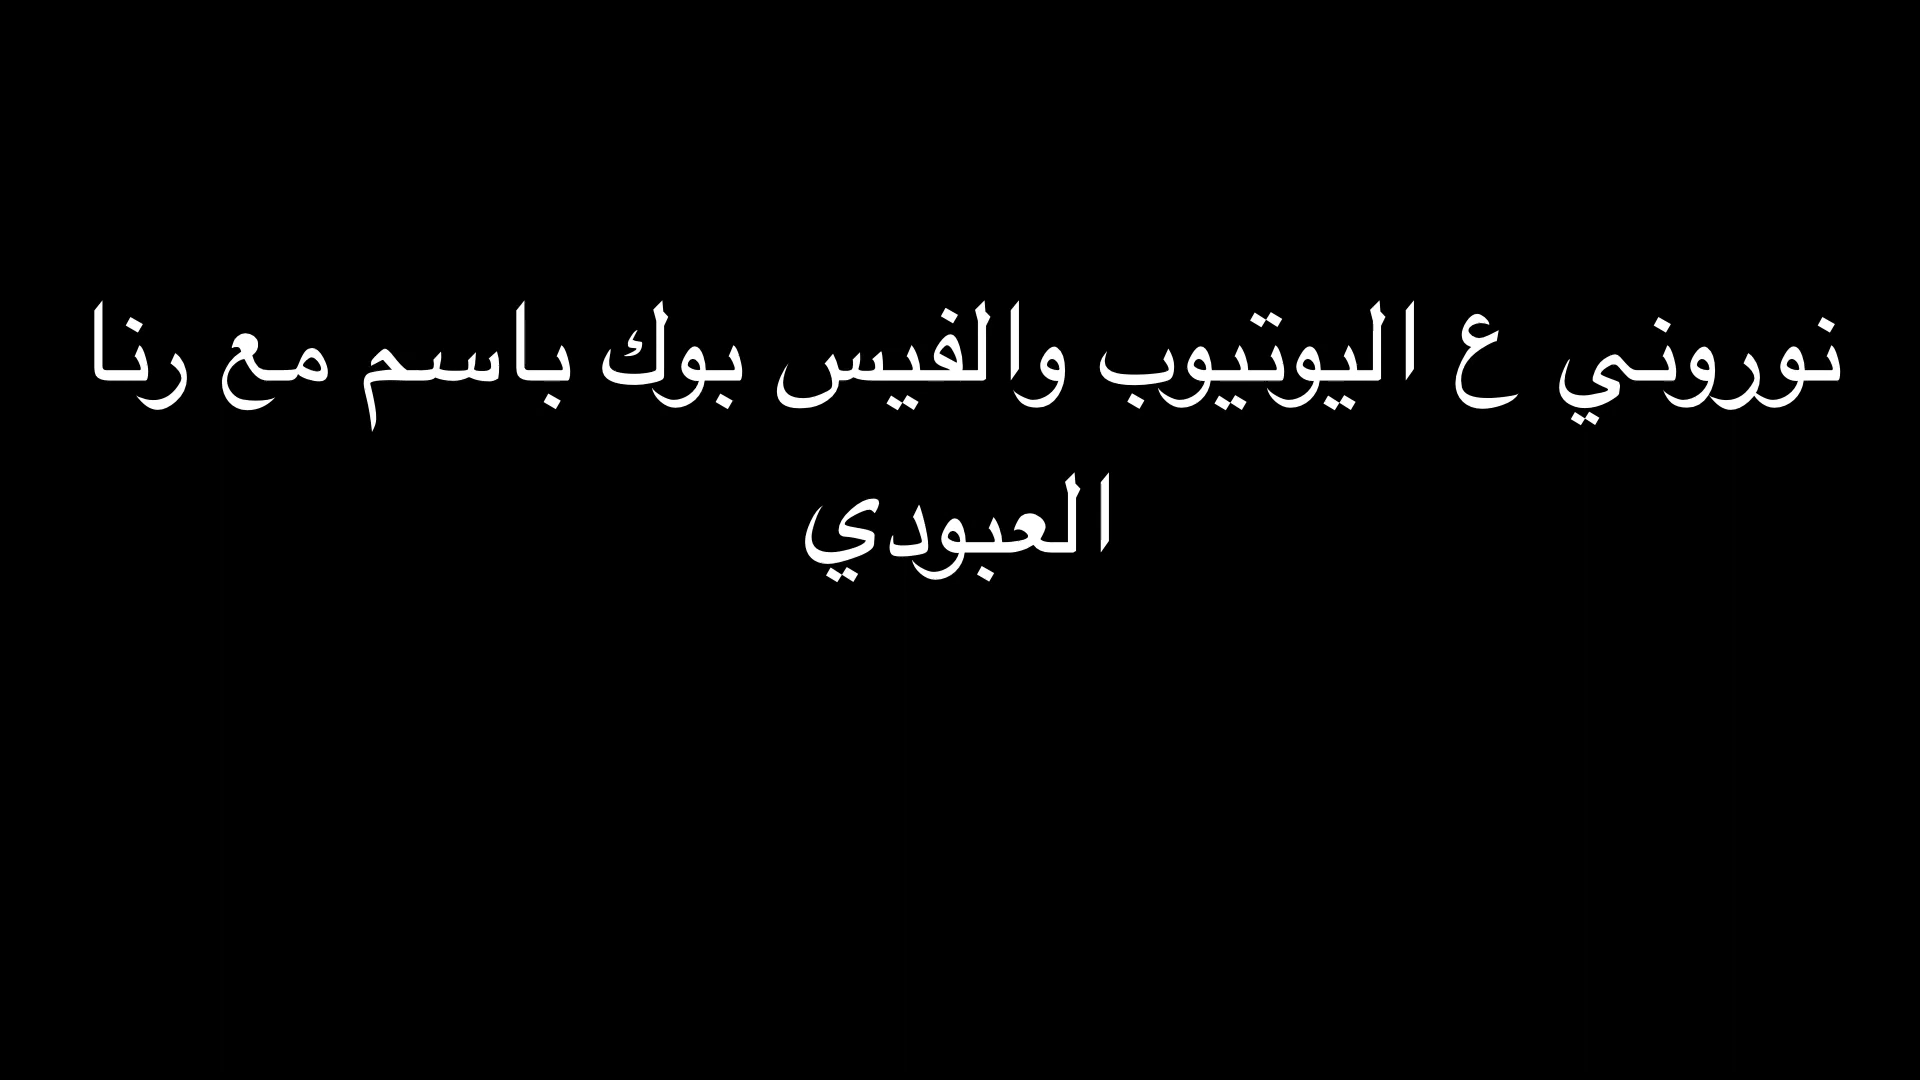 نوروني ع اليوتيوب والفيس بوك باسم مع رنا
العبودي